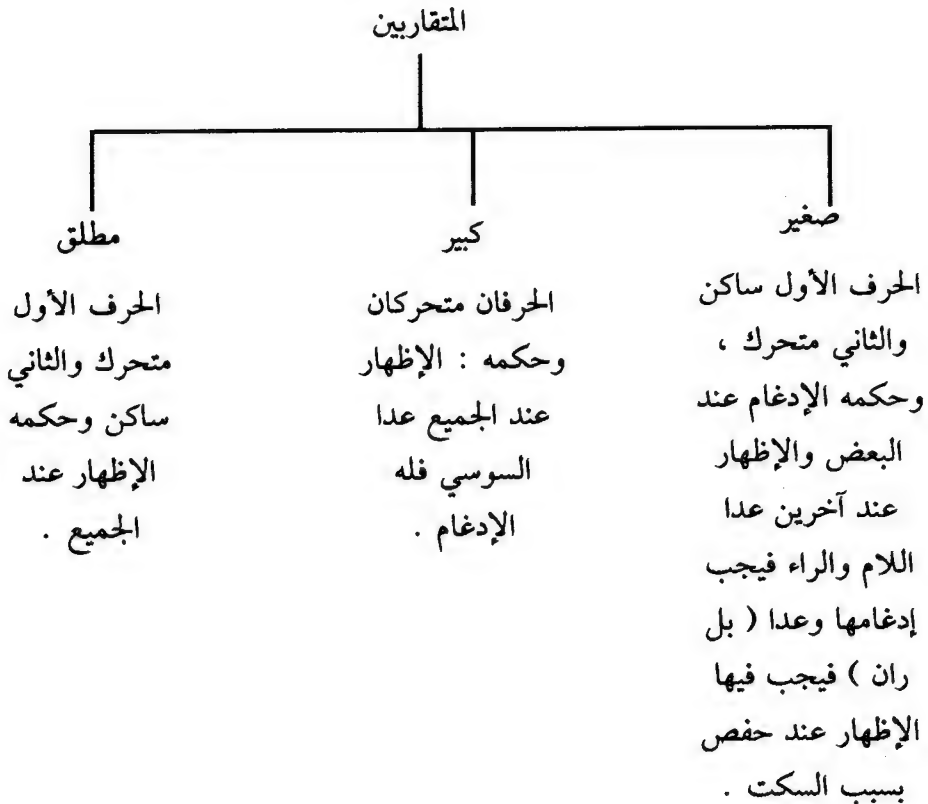 المتقاربين
صغير
الحرف الأول ساكن
والثاني متحرك ،
وحكمه الإدغام عند
البعض والإظهار
عند آخرين عدا
اللام والراء فيجب
إدغامها وعدا ( بل
ران ) فيجب فيها
الإظهار عند حفص
بسبب السكت .
كبير
الحرفان متحركان
وحكمه : الإظهار
عند الجميع عدا
السوسي فله
الإدغام .
مطلق
الحرف الأول
متحرك والثاني
ساكن وحكمه
الإظهار عند
الجميع .